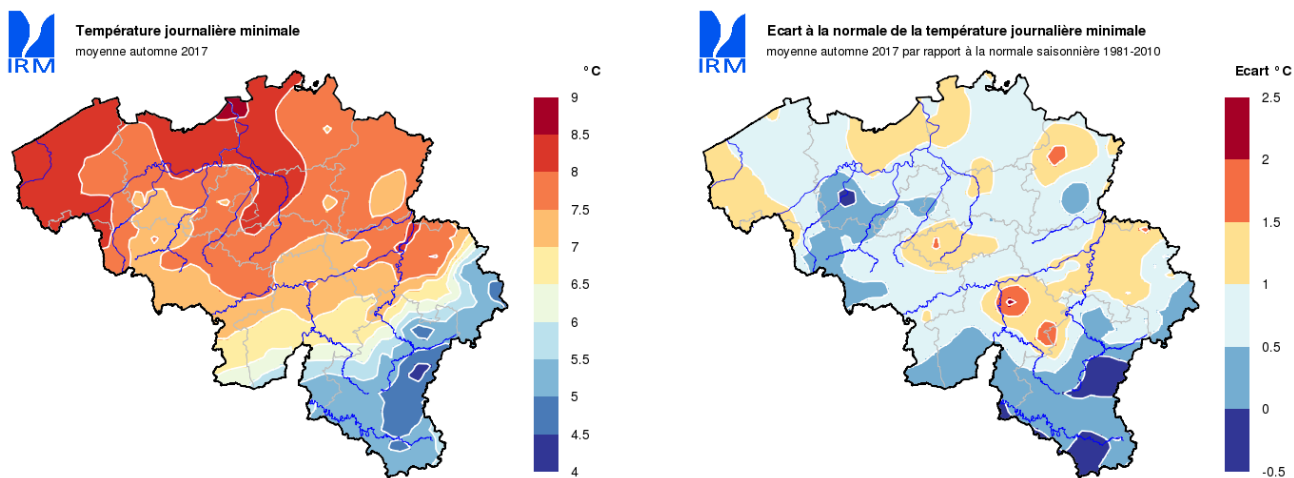 IRM
Température journalière minimale
moyenne automne 2017
°C
9
8.5
8
7.5
7
6.5
6
5.5
5
4.5
4
IRM
Ecart à la normale de la température journalière minimale
moyenne automne 2017 par rapport à la normale saisonnière 1981-2010
Ecart °C
2.5
2
1.5
1
0.5
0
-0.5